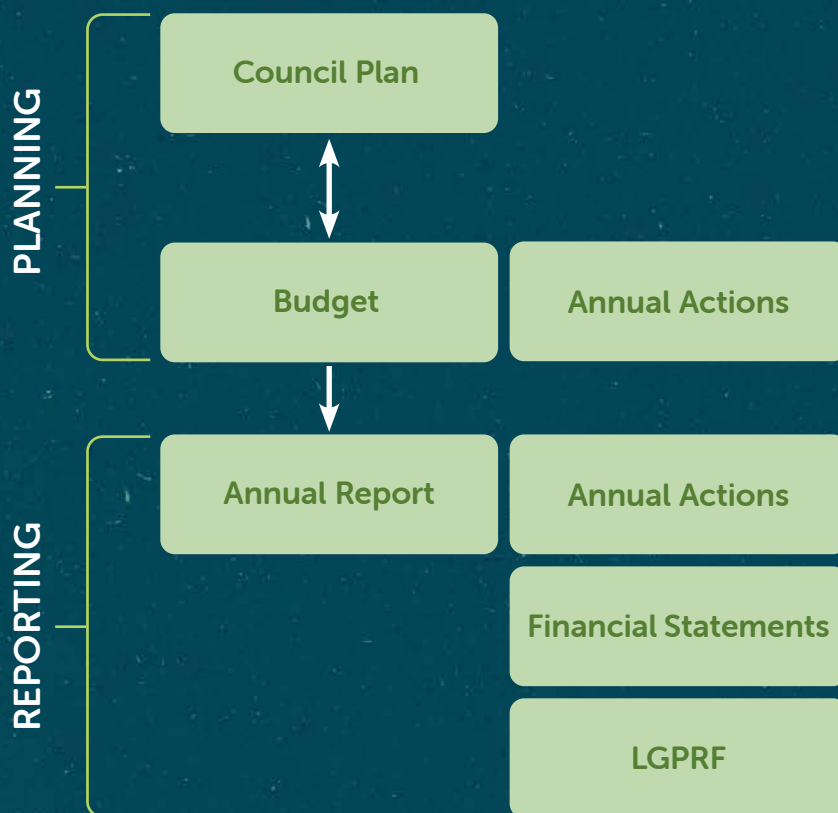 PLANNING
Council Plan
Budget
Annual Actions
REPORTING
Annual Report
Annual Actions
Financial Statements
LGPRF